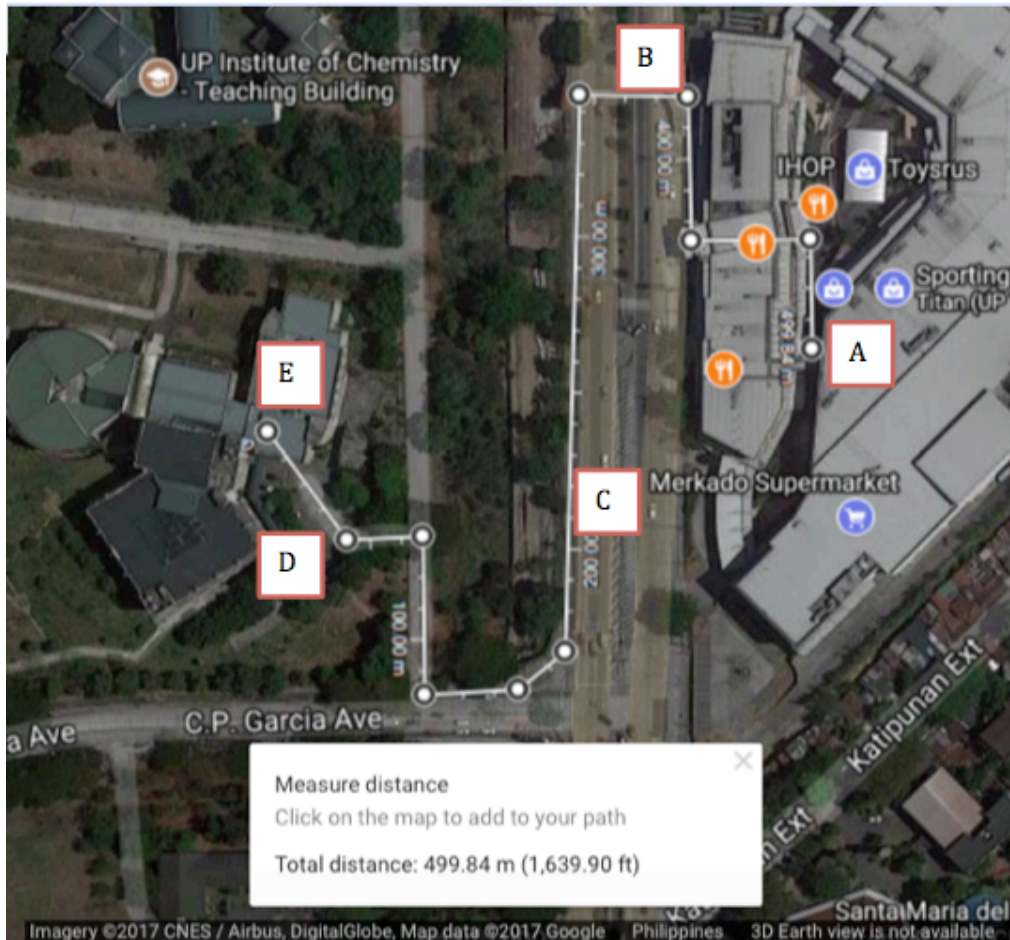 UP Institute of Chemistry
- Teaching Building
B
400.00 m
IHOP
Toysrus
300.00 m
Sporting
Titan (UP
499.84 m
A
E
Merkado Supermarket
C
200.00
D
100.00 m
C.P. Garcia Ave
a Ave
Katipunan Ext
Measure distance
Click on the map to add to your path
Total distance: 499.84 m (1,639.90 ft)
Ext
Santa Maria del
Imagery ©2017 CNES / Airbus, DigitalGlobe, Map data ©2017 Google Philippines 3D Earth view is not available